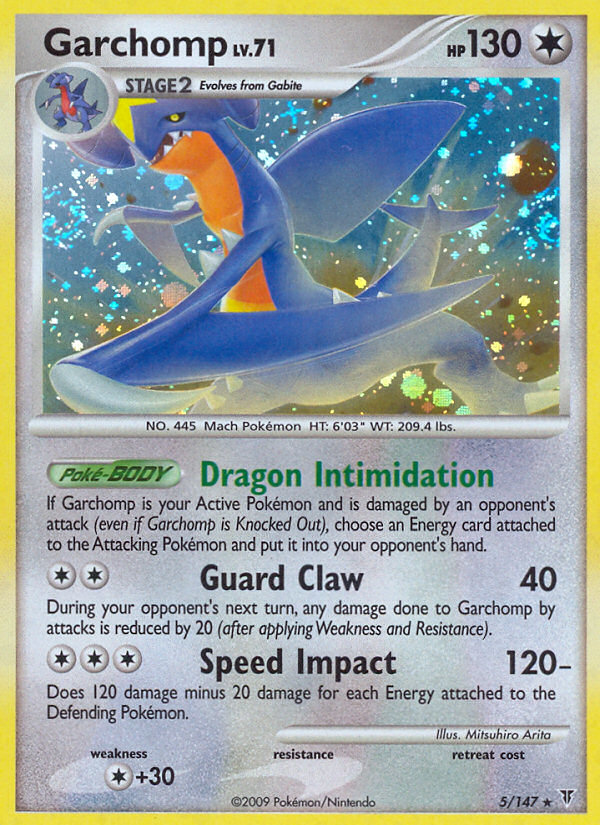 Garchomp LV.71 HP 130
STAGE2 Evolves from Gabite
NO. 445 Mach Pokémon HT: 6'03" WT: 209.4 lbs.
Poké-BODY Dragon Intimidation
If Garchomp is your Active Pokémon and is damaged by an opponent's
attack (even if Garchomp is Knocked Out), choose an Energy card attached
to the Attacking Pokémon and put it into your opponent's hand.
Guard Claw 40
During your opponent's next turn, any damage done to Garchomp by
attacks is reduced by 20 (after applying Weakness and Resistance).
Speed Impact 120–
Does 120 damage minus 20 damage for each Energy attached to the
Defending Pokémon.
Illus. Mitsuhiro Arita
weakness resistance retreat cost
+30
©2009 Pokémon/Nintendo 5/147 ★